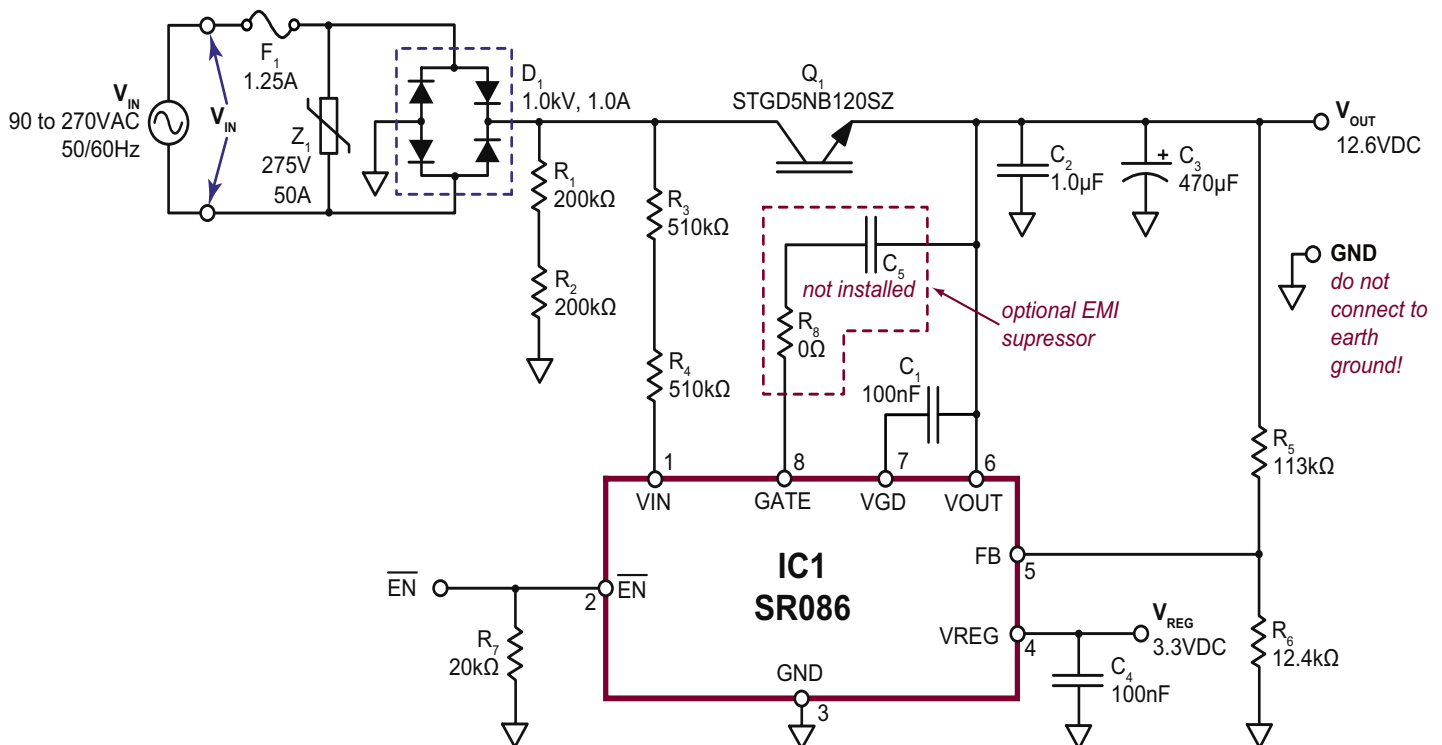 F₁
1.25A
V_IN
90 to 270VAC
50/60Hz
V_IN
Z₁
275V
50A
D₁
1.0kV, 1.0A
Q₁
STGD5NB120SZ
V_OUT
12.6VDC
R₁
200kΩ
R₂
200kΩ
R₃
510kΩ
R₄
510kΩ
C₂
1.0µF
+
C₃
470µF
C₅
not installed
R₈
0Ω
optional EMI
supressor
GND
do not
connect to
earth
ground!
C₁
100nF
R₅
113kΩ
1
8
7
6
VIN
GATE
VGD
VOUT
IC1
SR086
FB
5
EN
2
EN
R₇
20kΩ
VREG
4
V_REG
3.3VDC
C₄
100nF
R₆
12.4kΩ
GND
3